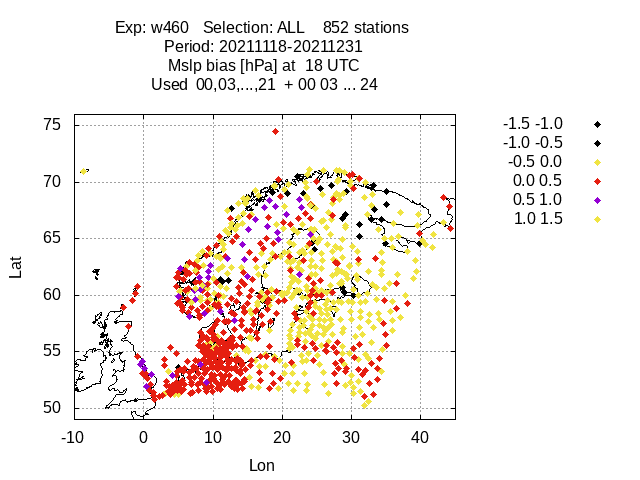 Exp: w460   Selection: ALL    852 stations
Period: 20211118-20211231
Mslp bias [hPa] at  18 UTC
Used  00,03,...,21  + 00 03 ... 24
-1.5 -1.0
-1.0 -0.5
-0.5 0.0
0.0 0.5
0.5 1.0
1.0 1.5
75
70
65
60
55
50
Lat
-10 0 10 20 30 40
Lon